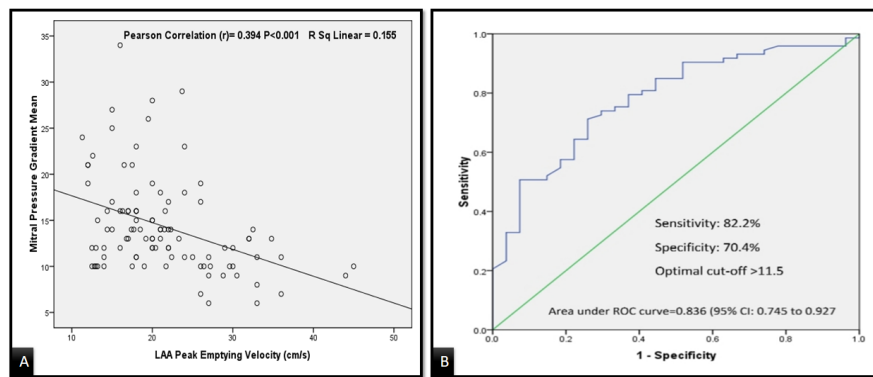 Pearson Correlation (r)= 0.394 P<0.001 R Sq Linear = 0.155
Mitral Pressure Gradient Mean
35
30
25
20
15
10
5
10 20 30 40 50
LAA Peak Emptying Velocity (cm/s)
A
Sensitivity
1.0
0.8
0.6
0.4
0.2
0.0
Sensitivity: 82.2%
Specificity: 70.4%
Optimal cut-off >11.5
Area under ROC curve=0.836 (95% CI: 0.745 to 0.927
0.0 0.2 0.4 0.6 0.8 1.0
1 - Specificity
B